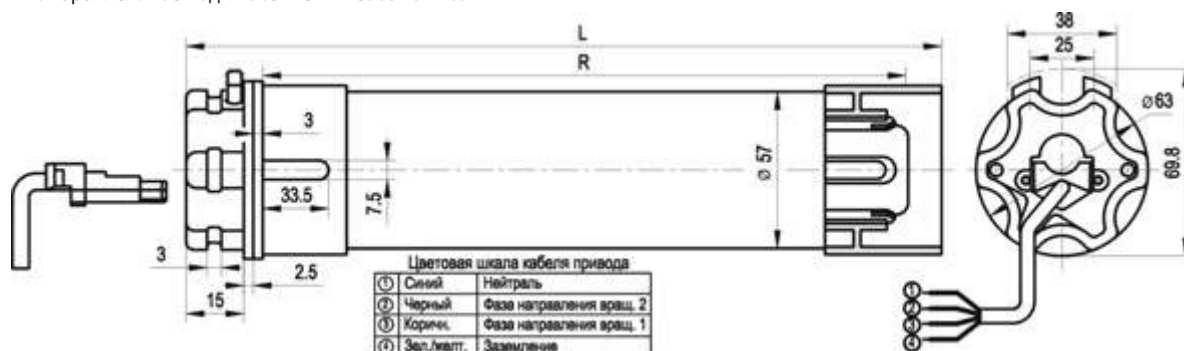 L
R
38
25
Ø 63
69.8
3
Ø 57
33.5
7.5
3
2.5
15
Цветовая шкала кабеля привода
① Синий Нейтраль
② Черный Фаза направления вращ. 2
③ Коричн. Фаза направления вращ. 1
④ Зел./желт. Заземление
①
②
③
④